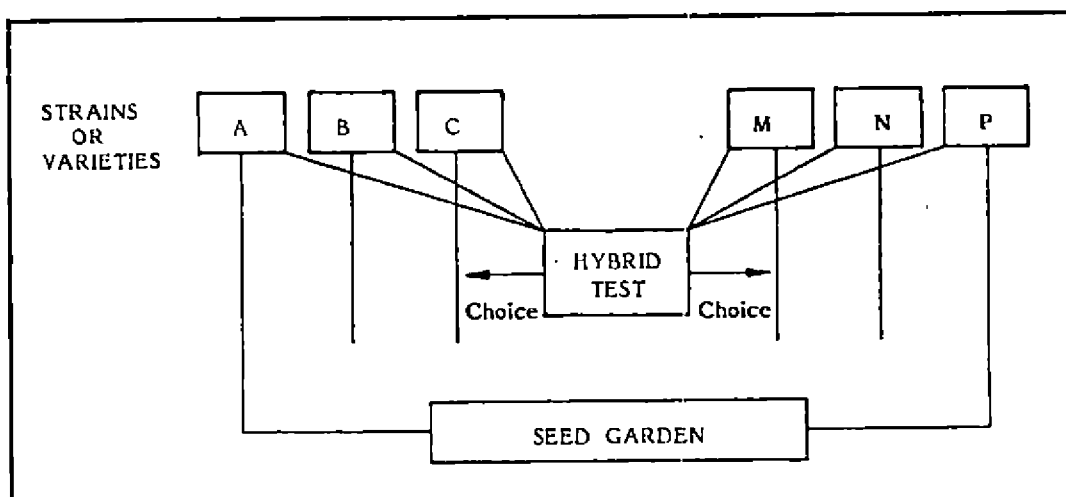 STRAINS
OR
VARIETIES
A
B
C
M
N
P
HYBRID
TEST
Choice
Choice
SEED GARDEN